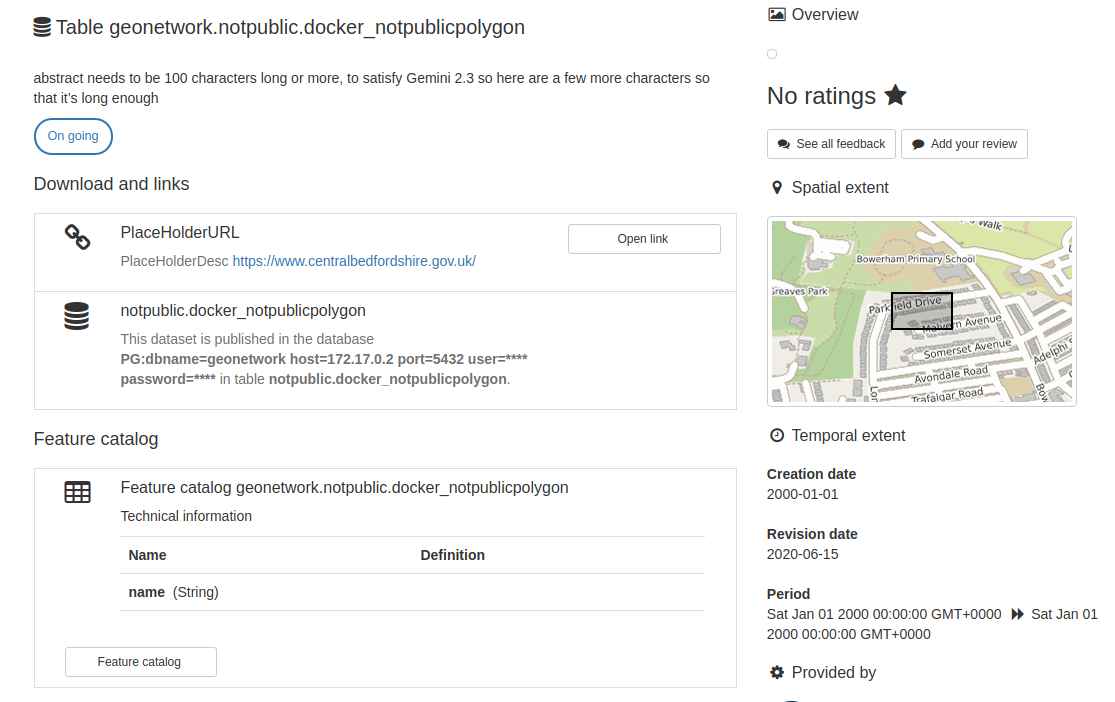 Table geonetwork.notpublic.docker_notpublicpolygon
abstract needs to be 100 characters long or more, to satisfy Gemini 2.3 so here are a few more characters so
that it's long enough
On going
Download and links
PlaceHolderURL
Open link
PlaceHolderDesc https://www.centralbedfordshire.gov.uk/
notpublic.docker_notpublicpolygon
This dataset is published in the database
PG:dbname=geonetwork host=172.17.0.2 port=5432 user=****
password=**** in table notpublic.docker_notpublicpolygon.
Feature catalog
Feature catalog geonetwork.notpublic.docker_notpublicpolygon
Technical information
Name Definition
name (String)
Feature catalog
Overview
No ratings
See all feedback Add your review
Spatial extent
Walk
Bowerham Primary School
Greaves Park
Parkfield Drive
Malvern Avenue
Somerset Avenue
Adelph
Avondale Road
Trafalgar Road
Temporal extent
Creation date
2000-01-01
Revision date
2020-06-15
Period
Sat Jan 01 2000 00:00:00 GMT+0000 Sat Jan 01
2000 00:00:00 GMT+0000
Provided by